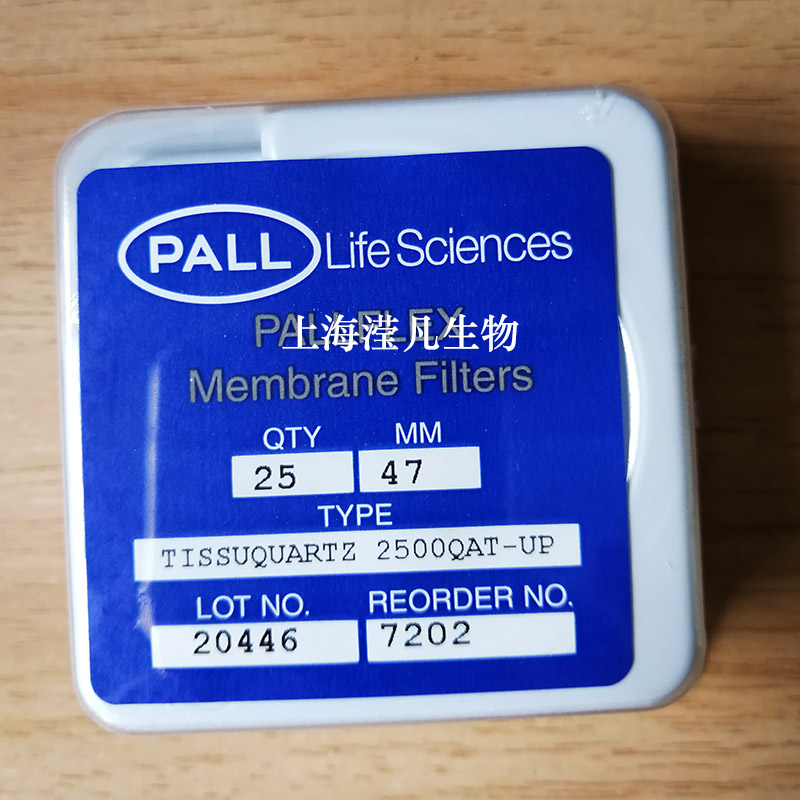 PALL Life Sciences
PALLFLEX
上海滢凡生物
Membrane Filters
QTY MM
25 47
TYPE
TISSUQUARTZ 2500QAT-UP
LOT NO. REORDER NO.
20446 7202